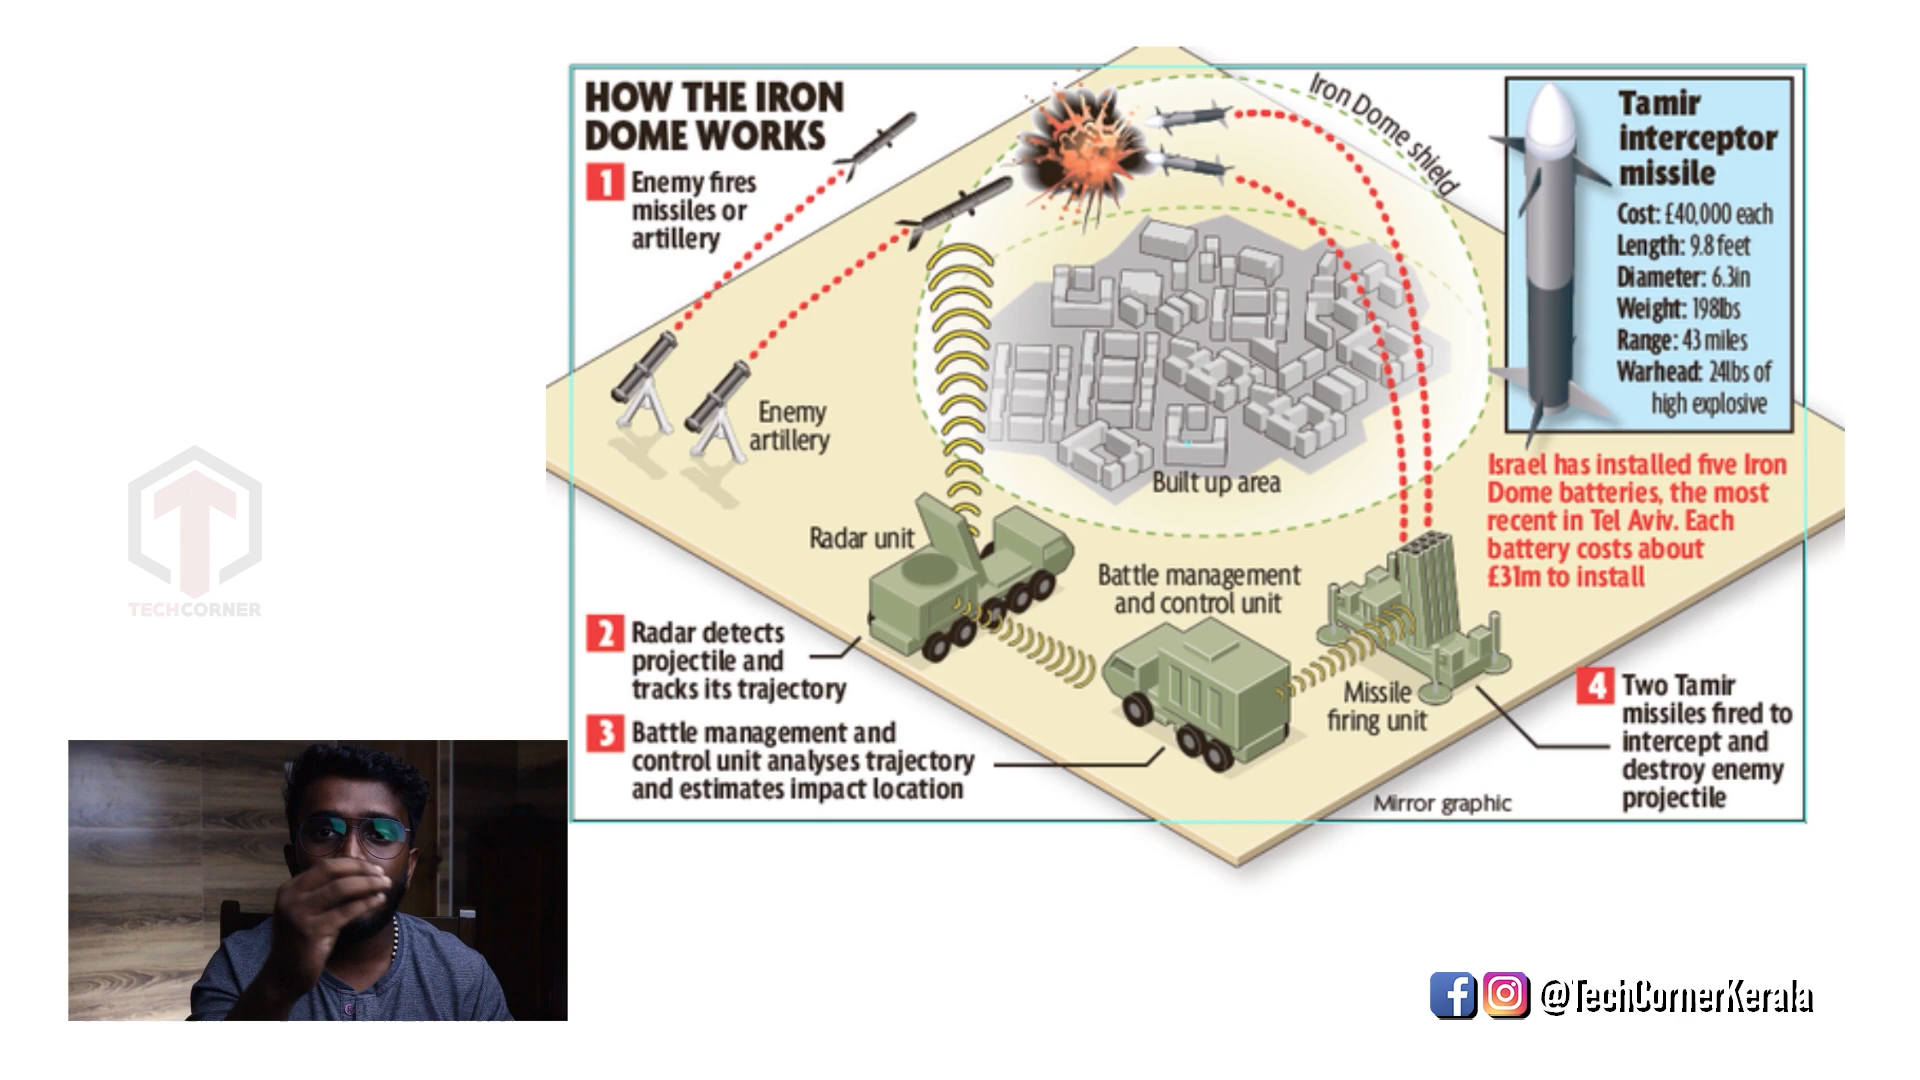 HOW THE IRON
DOME WORKS
1 Enemy fires
missiles or
artillery
Iron Dome shield
Tamir
interceptor
missile
Cost: £40,000 each
Length: 9.8 feet
Diameter: 6.3in
Weight: 198lbs
Range: 43 miles
Warhead: 24lbs of
high explosive
Enemy
artillery
Built up area
Israel has installed five Iron
Dome batteries, the most
recent in Tel Aviv. Each
battery costs about
£31m to install
Radar unit
Battle management
and control unit
2 Radar detects
projectile and
tracks its trajectory
Missile
firing unit
3 Battle management and
control unit analyses trajectory
and estimates impact location
4 Two Tamir
missiles fired to
intercept and
destroy enemy
projectile
Mirror graphic
TECHCORNER
@TechCornerKerala